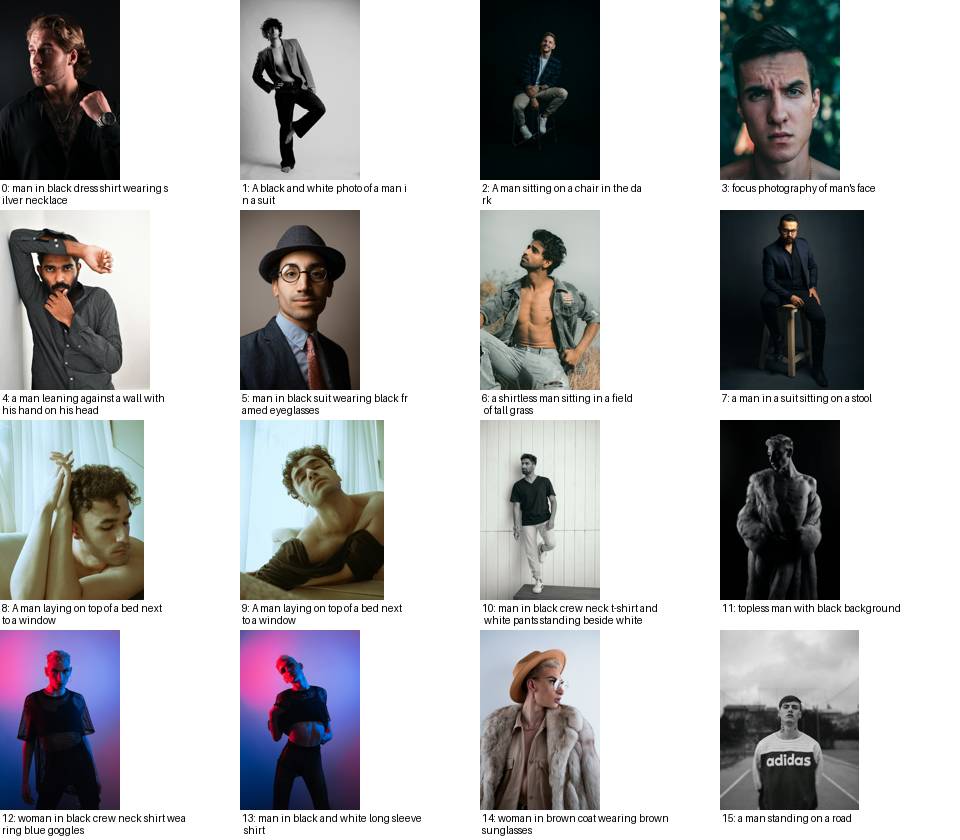 0: man in black dress shirt wearing s
ilver necklace
1: A black and white photo of a man i
n a suit
2: A man sitting on a chair in the da
rk
3: focus photography of man's face
4: a man leaning against a wall with
his hand on his head
5: man in black suit wearing black fr
amed eyeglasses
6: a shirtless man sitting in a field
of tall grass
7: a man in a suit sitting on a stool
8: A man laying on top of a bed next
to a window
9: A man laying on top of a bed next
to a window
10: man in black crew neck t-shirt and
white pants standing beside white
11: topless man with black background
adidas
12: woman in black crew neck shirt wea
ring blue goggles
13: man in black and white long sleeve
shirt
14: woman in brown coat wearing brown
sunglasses
15: a man standing on a road